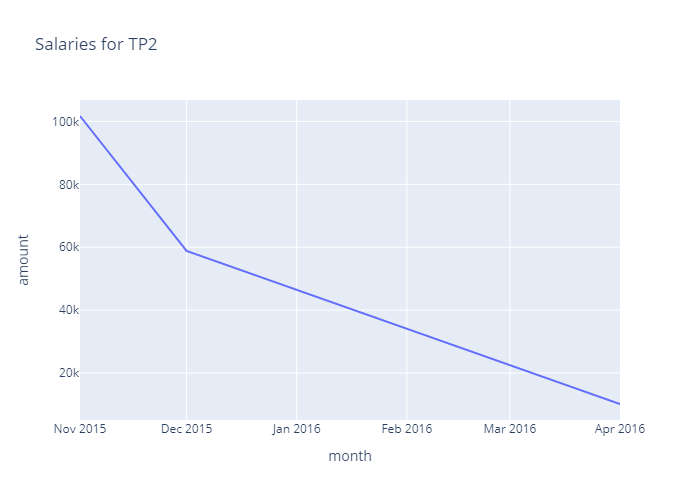 Salaries for TP2
100k
80k
60k
40k
20k
amount
Nov 2015 Dec 2015 Jan 2016 Feb 2016 Mar 2016 Apr 2016
month